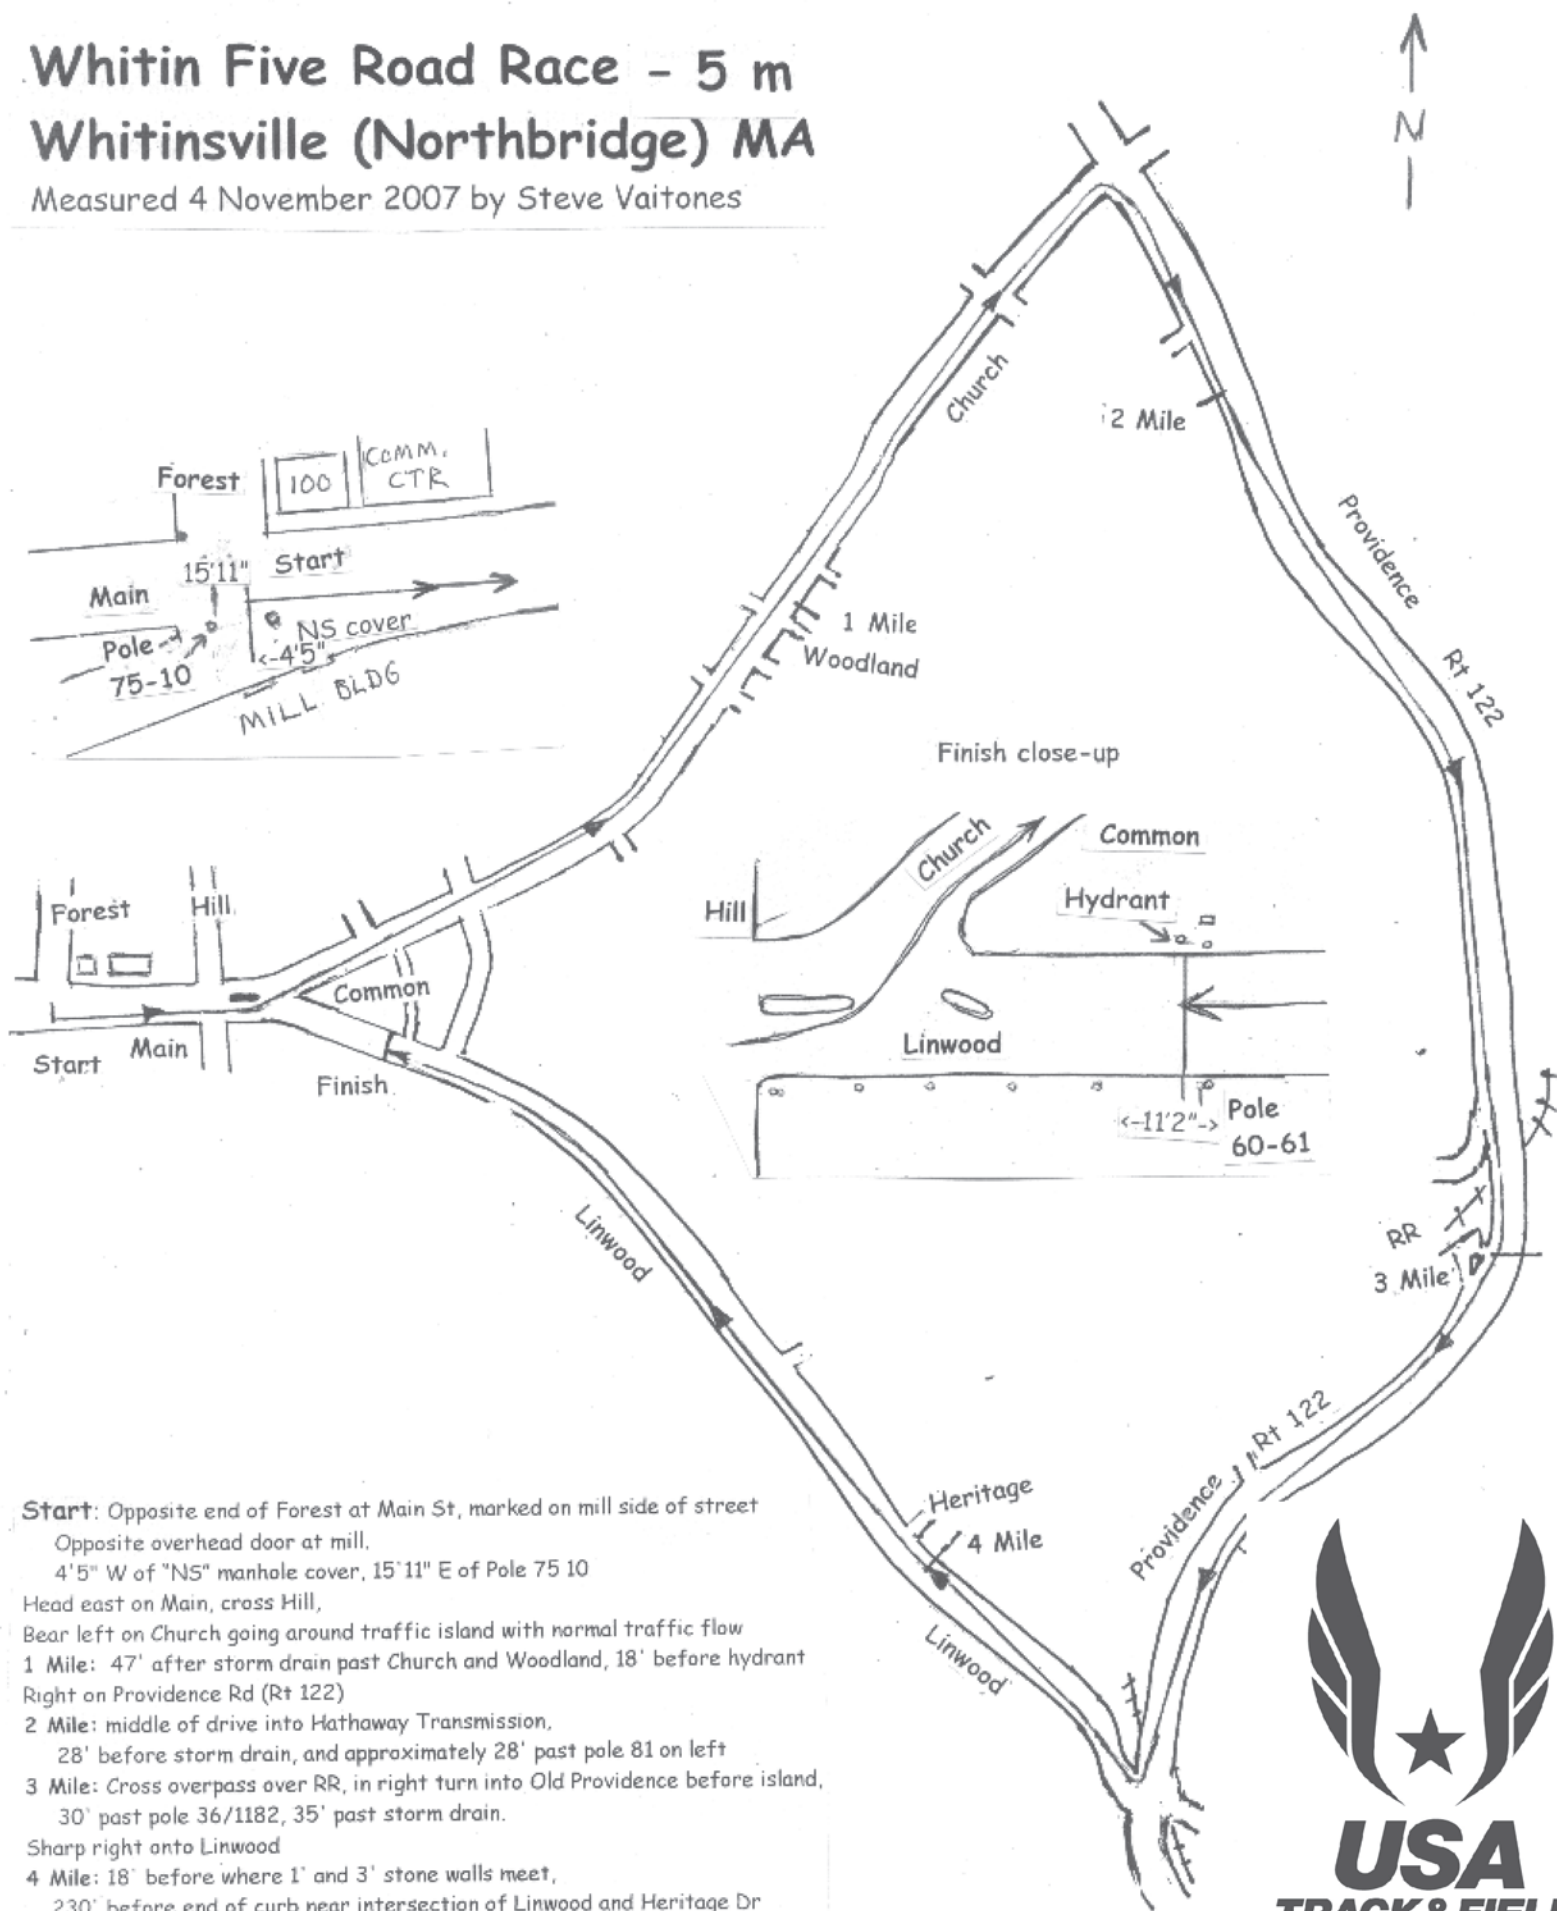 Whitin Five Road Race - 5 m
Whitinsville (Northbridge) MA
Measured 4 November 2007 by Steve Vaitones
N
Forest
100
COMM.
CTR
15'11"
Start
Main
NS cover
Pole
<-4'5"
75-10
MILL BLDG
Church
2 Mile
Providence
Rt 122
1 Mile
Woodland
Finish close-up
Church
Common
Hill
Hydrant
Linwood
<-11'2"->
Pole
60-61
Forest
Hill
Common
Start
Main
Finish
Linwood
RR
3 Mile
Rt 122
Providence
Heritage
4 Mile
Linwood
Start: Opposite end of Forest at Main St, marked on mill side of street
Opposite overhead door at mill.
4'5" W of "NS" manhole cover, 15'11" E of Pole 75 10
Head east on Main, cross Hill,
Bear left on Church going around traffic island with normal traffic flow
1 Mile: 47' after storm drain past Church and Woodland, 18' before hydrant
Right on Providence Rd (Rt 122)
2 Mile: middle of drive into Hathaway Transmission,
28' before storm drain, and approximately 28' past pole 81 on left
3 Mile: Cross overpass over RR, in right turn into Old Providence before island,
30' past pole 36/1182, 35' past storm drain.
Sharp right onto Linwood
4 Mile: 18' before where 1' and 3' stone walls meet,
230' before end of curb near intersection of Linwood and Heritage Dr
USA
TRACK & FIELD